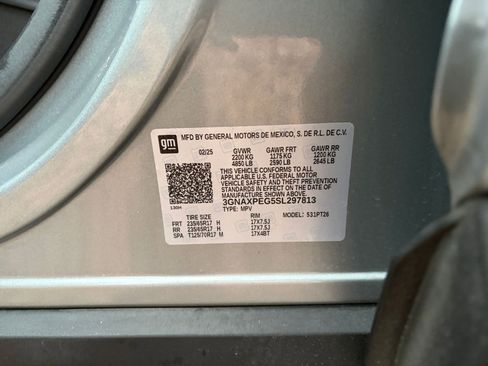 gm
MFD BY GENERAL MOTORS DE MEXICO, S. DE R.L. DE C.V.
02/25 GVWR GAWR FRT GAWR RR
2200 KG 1175 KG 1200 KG
4850 LB 2590 LB 2645 LB
THIS VEHICLE CONFORMS TO ALL
APPLICABLE U.S. FEDERAL MOTOR
VEHICLE SAFETY AND THEFT PREVENTION
STANDARDS IN EFFECT ON THE DATE OF
MANUFACTURE SHOWN ABOVE.
3GNAXPEG5SL297813
TYPE: MPV MODEL: 531PT26
TIRE SIZE RIM
FRT 235/65R17 H 17X7.5J
RR 235/65R17 H 17X7.5J
SPA T125/70R17 M 17X4BT